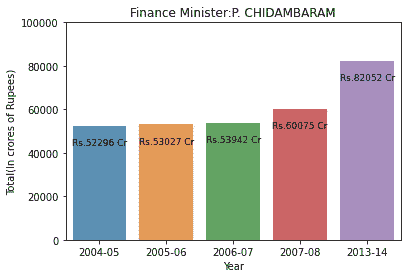 Finance Minister:P. CHIDAMBARAM
100000
80000
60000
40000
20000
0
Total(In crores of Rupees)
Rs.52296 Cr
Rs.53027 Cr
Rs.53942 Cr
Rs.60075 Cr
Rs.82052 Cr
2004-05 2005-06 2006-07 2007-08 2013-14
Year